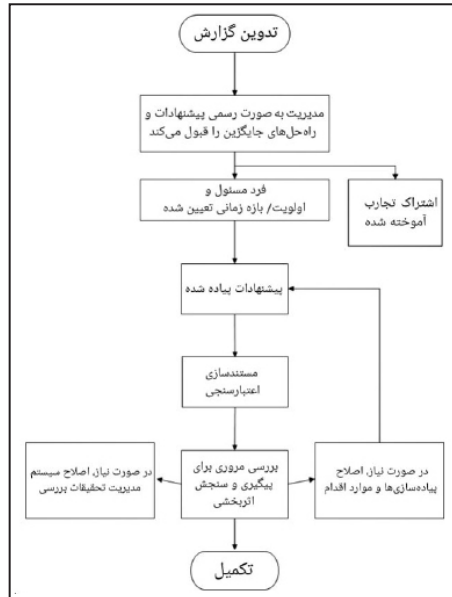 تدوین گزارش
مدیریت به صورت رسمی پیشنهادات و
راه‌حل‌های جایگزین را قبول می‌کند
فرد مسئول و
اولویت/ بازه زمانی تعیین شده
اشتراک تجارب
آموخته شده
پیشنهادات پیاده شده
مستندسازی
اعتبارسنجی
در صورت نیاز، اصلاح
پیاده‌سازی‌ها و موارد اقدام
بررسی مروری برای
پیگیری و سنجش
اثربخشی
در صورت نیاز، اصلاح سیستم
مدیریت تحقیقات بررسی
تکمیل